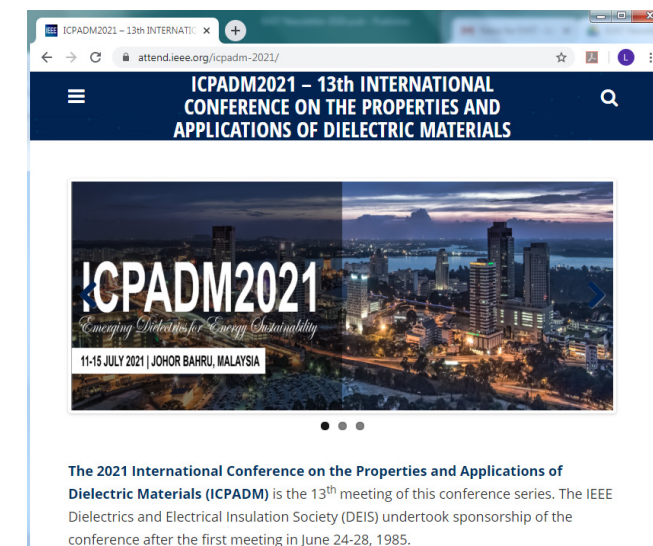 ICPADM2021 – 13th INTERNATIO
attend.ieee.org/icpadm-2021/
L
ICPADM2021 – 13th INTERNATIONAL
CONFERENCE ON THE PROPERTIES AND
APPLICATIONS OF DIELECTRIC MATERIALS
ICPADM2021
Emerging Dielectrics for Energy Sustainability
11-15 JULY 2021 | JOHOR BAHRU, MALAYSIA
The 2021 International Conference on the Properties and Applications of
Dielectric Materials (ICPADM) is the 13th meeting of this conference series. The IEEE
Dielectrics and Electrical Insulation Society (DEIS) undertook sponsorship of the
conference after the first meeting in June 24-28, 1985.